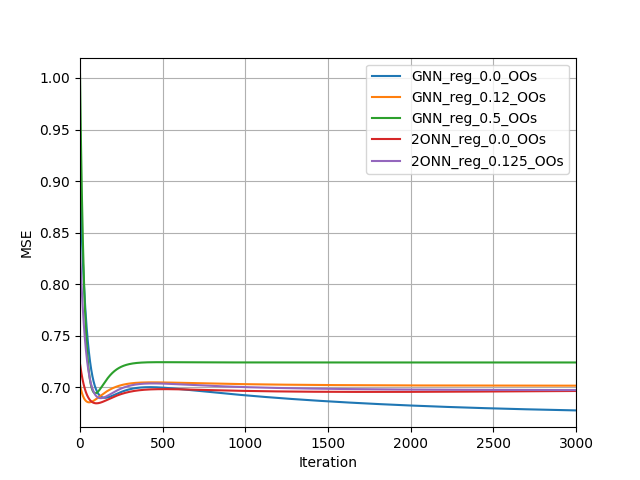 GNN_reg_0.0_OOs
GNN_reg_0.12_OOs
GNN_reg_0.5_OOs
2ONN_reg_0.0_OOs
2ONN_reg_0.125_OOs
1.00
0.95
0.90
0.85
0.80
0.75
0.70
MSE
0 500 1000 1500 2000 2500 3000
Iteration